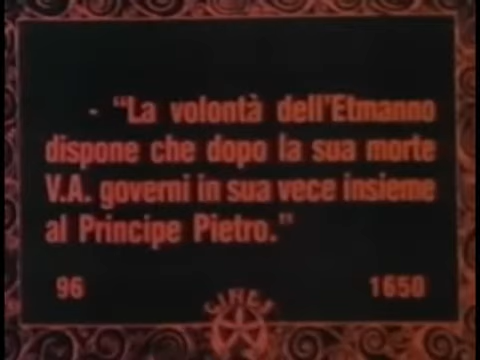 - "La volontà dell'Etmanno
dispone che dopo la sua morte
V.A. governi in sua vece insieme
al Principe Pietro."
96 1650
CINES